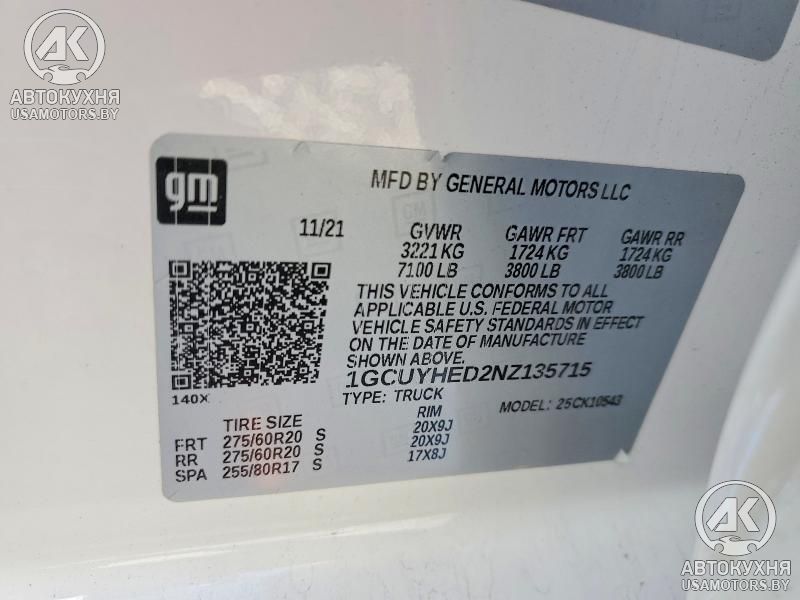 AK
АВТОКУХНЯ
USAMOTORS.BY
gm
MFD BY GENERAL MOTORS LLC
11/21
GVWR GAWR FRT GAWR RR
3221 KG 1724 KG 1724 KG
7100 LB 3800 LB 3800 LB
THIS VEHICLE CONFORMS TO ALL
APPLICABLE U.S. FEDERAL MOTOR
VEHICLE SAFETY STANDARDS IN EFFECT
ON THE DATE OF MANUFACTURE
SHOWN ABOVE.
1GCUYHED2NZ135715
140X
TYPE: TRUCK MODEL: 25CK10543
TIRE SIZE RIM
FRT 275/60R20 S 20X9J
RR 275/60R20 S 20X9J
SPA 255/80R17 S 17X8J
AK
АВТОКУХНЯ
USAMOTORS.BY